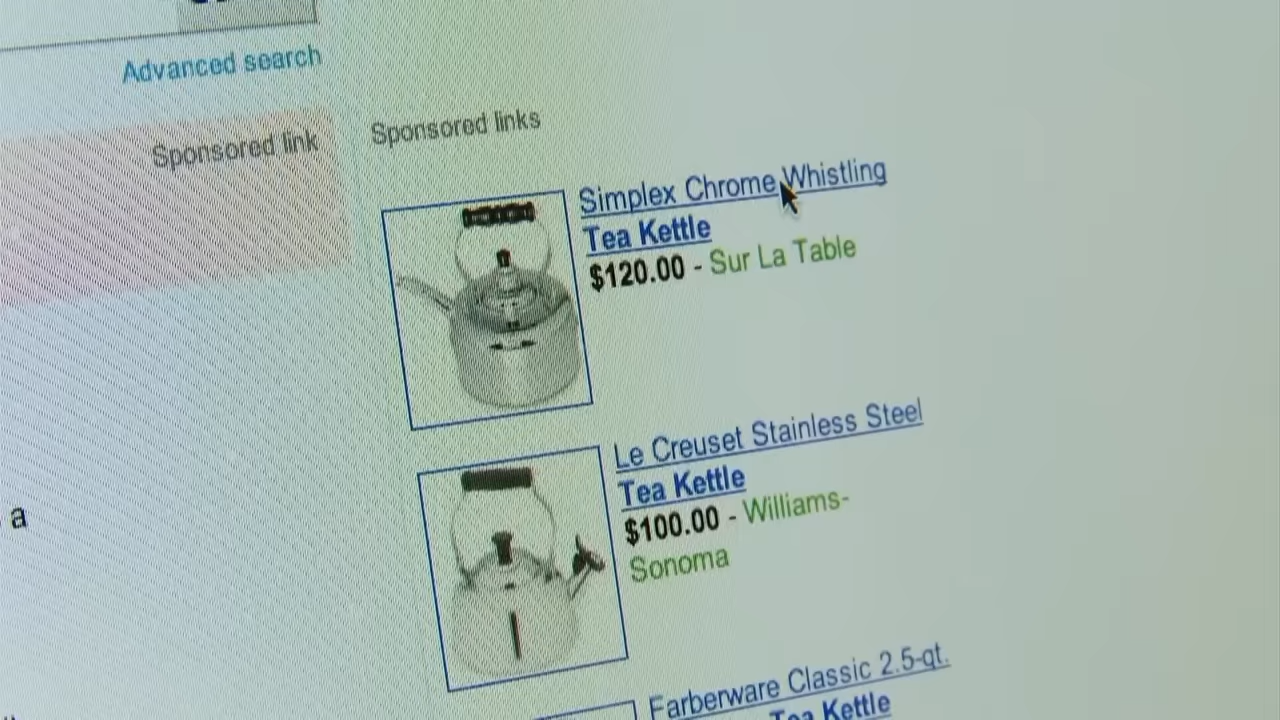 Advanced search
Sponsored link
Sponsored links
Simplex Chrome Whistling
Tea Kettle
$120.00 - Sur La Table
Le Creuset Stainless Steel
Tea Kettle
$100.00 - Williams-
Sonoma
a
Farberware Classic 2.5-qt.
Tea Kettle